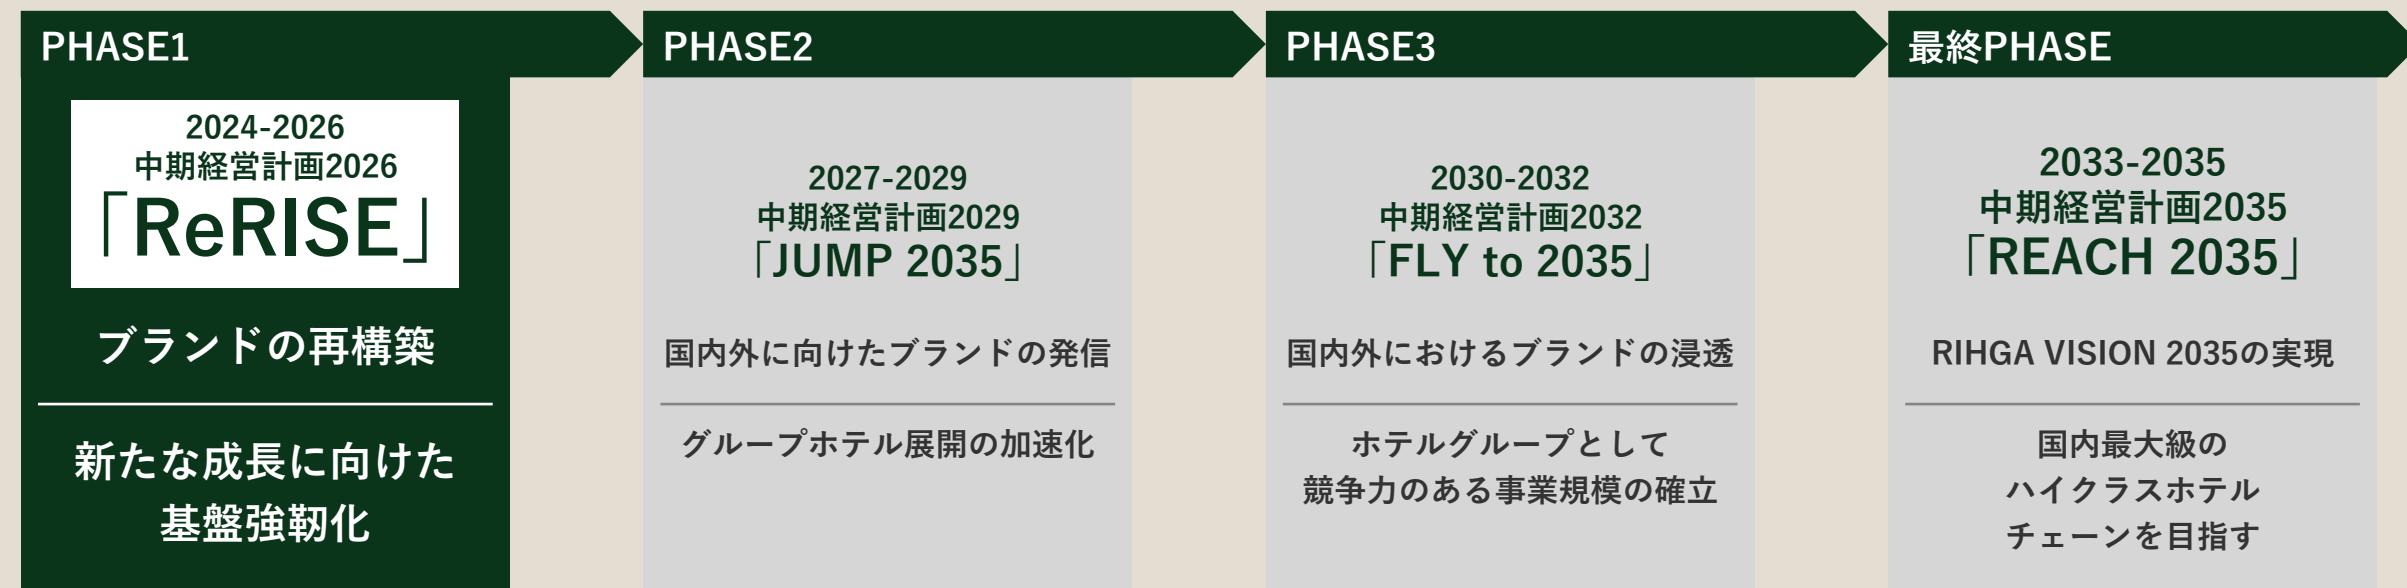 PHASE1
2024-2026
中期経営計画2026
「ReRISE」
ブランドの再構築
新たな成長に向けた
基盤強靭化
PHASE2
2027-2029
中期経営計画2029
「JUMP 2035」
国内外に向けたブランドの発信
グループホテル展開の加速化
PHASE3
2030-2032
中期経営計画2032
「FLY to 2035」
国内外におけるブランドの浸透
ホテルグループとして
競争力のある事業規模の確立
最終PHASE
2033-2035
中期経営計画2035
「REACH 2035」
RIHGA VISION 2035の実現
国内最大級の
ハイクラスホテル
チェーンを目指す